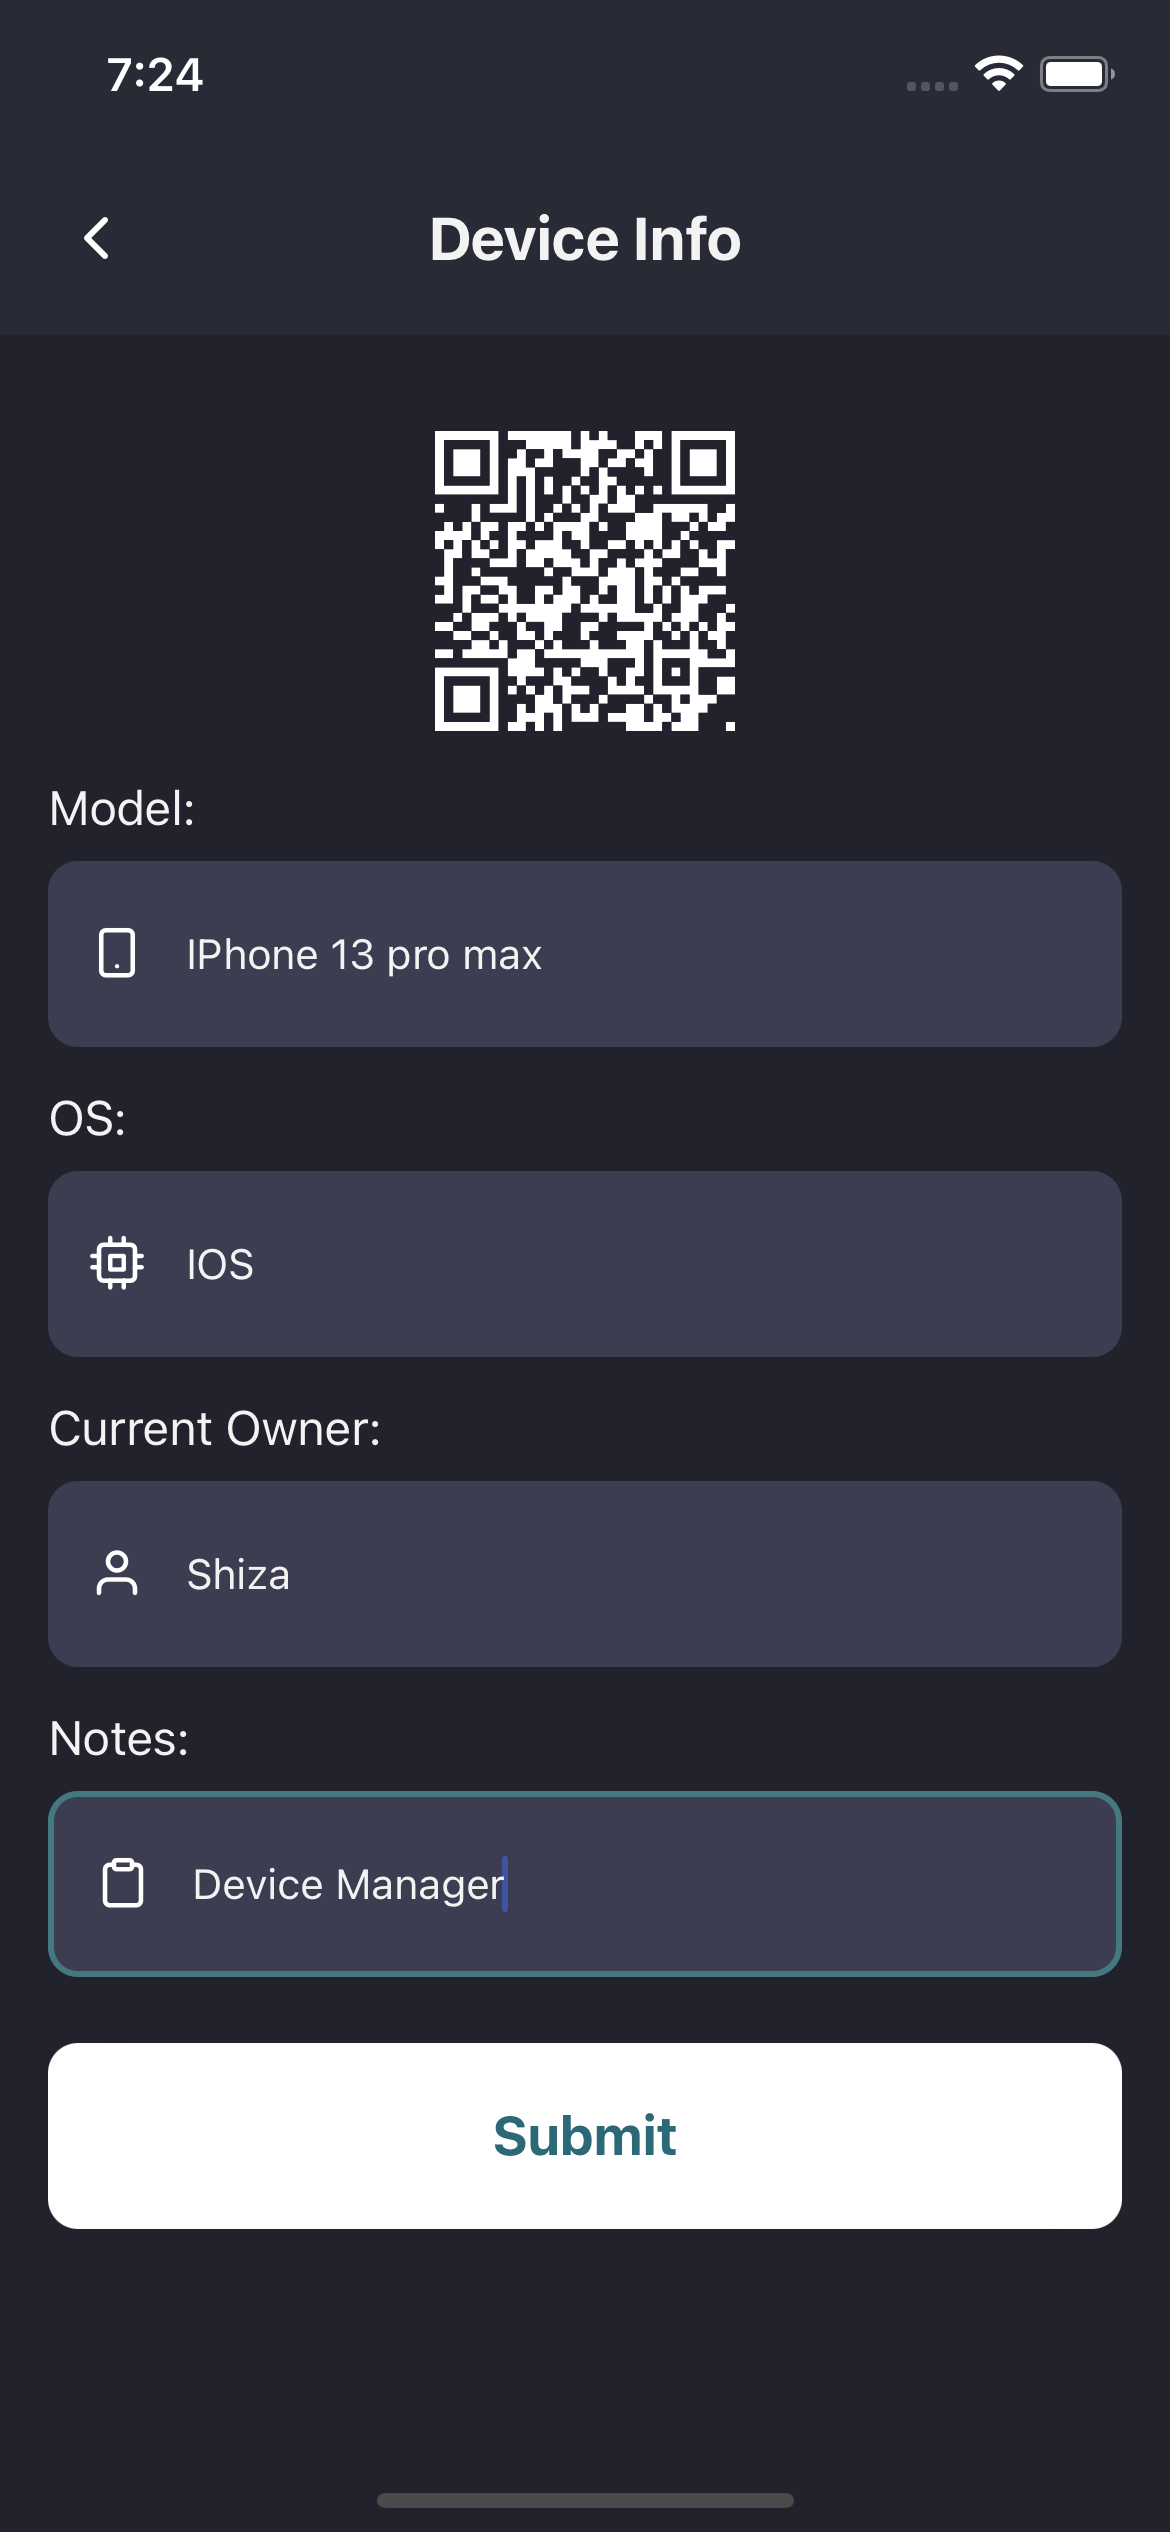 7:24
Device Info
Model:
IPhone 13 pro max
OS:
IOS
Current Owner:
Shiza
Notes:
Device Manager
Submit